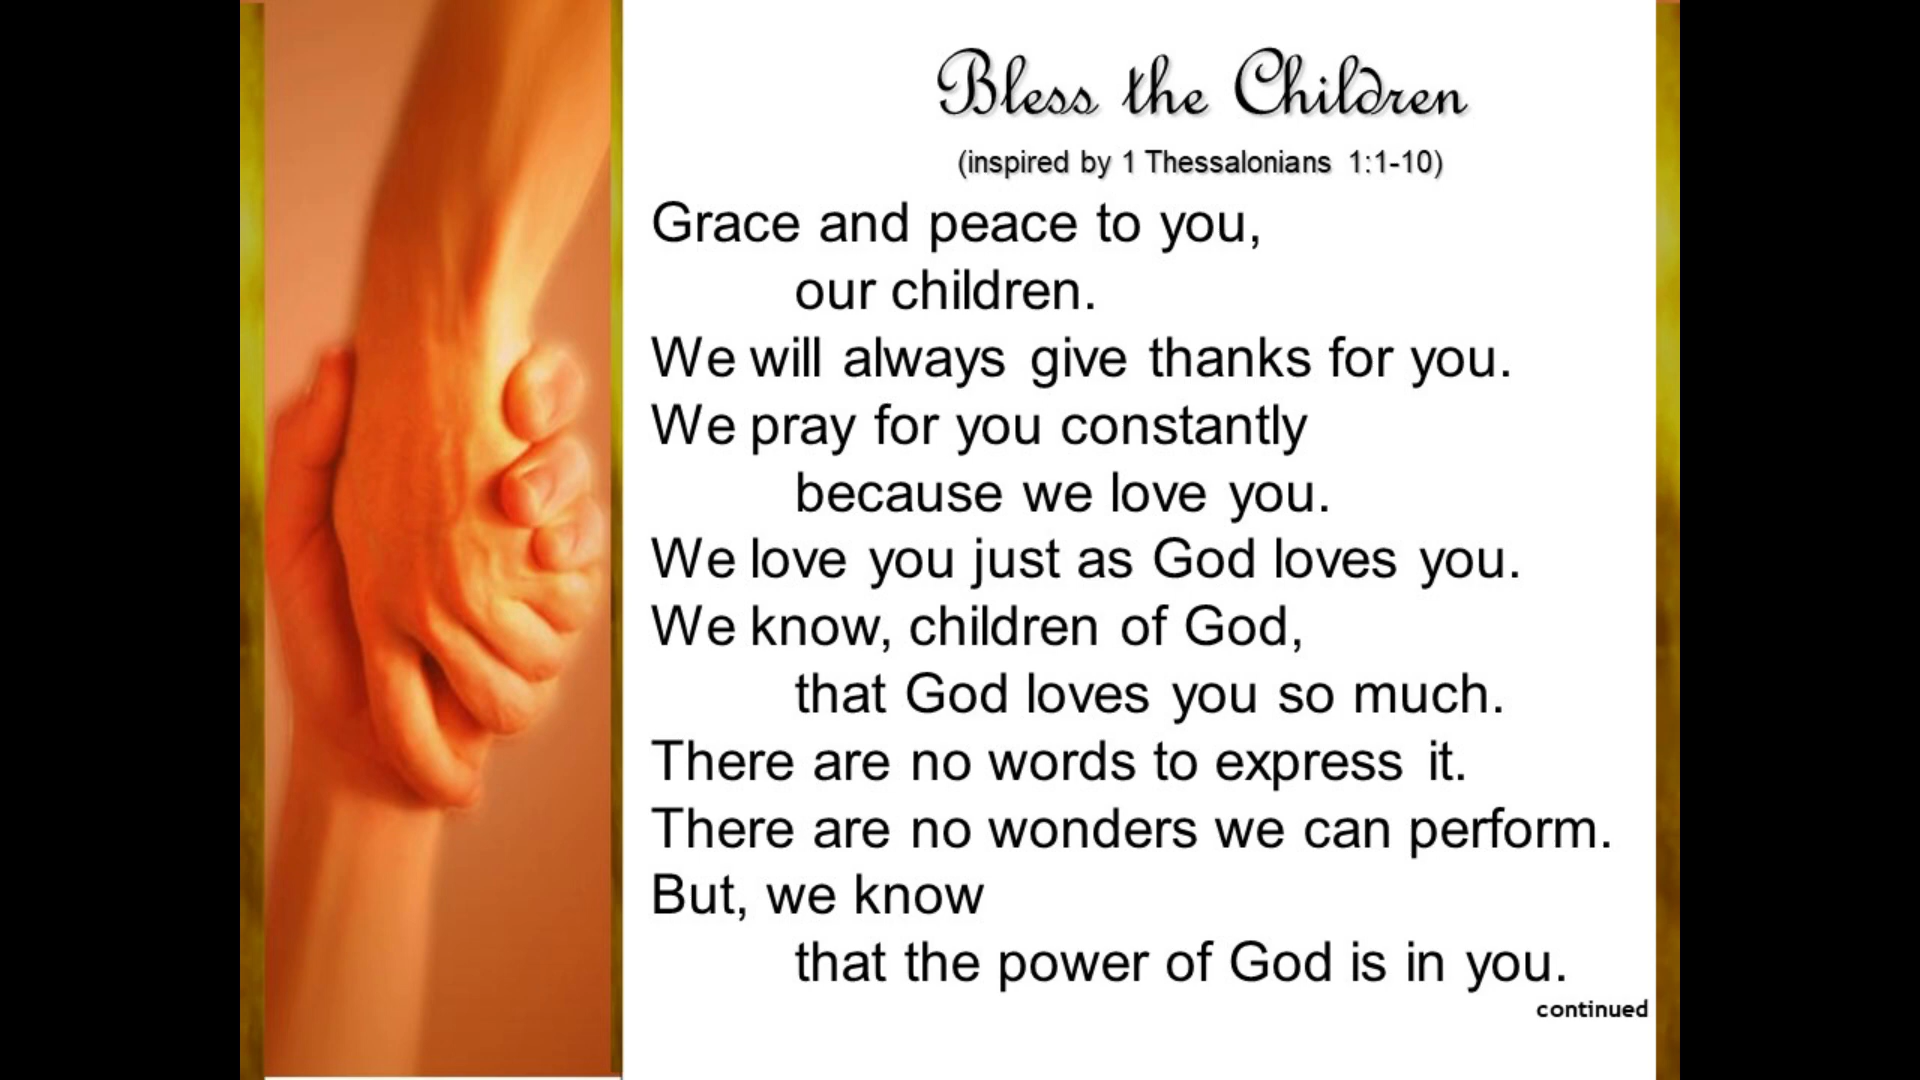 Bless the Children
(inspired by 1 Thessalonians 1:1-10)
Grace and peace to you,
our children.
We will always give thanks for you.
We pray for you constantly
because we love you.
We love you just as God loves you.
We know, children of God,
that God loves you so much.
There are no words to express it.
There are no wonders we can perform.
But, we know
that the power of God is in you.
continued